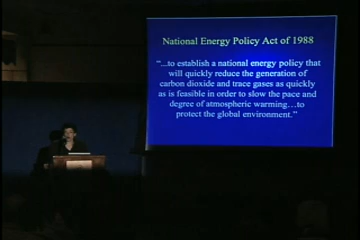 National Energy Policy Act of 1988
"...to establish a national energy policy that
will quickly reduce the generation of
carbon dioxide and trace gases as quickly
as is feasible in order to slow the pace and
degree of atmospheric warming...to
protect the global environment."